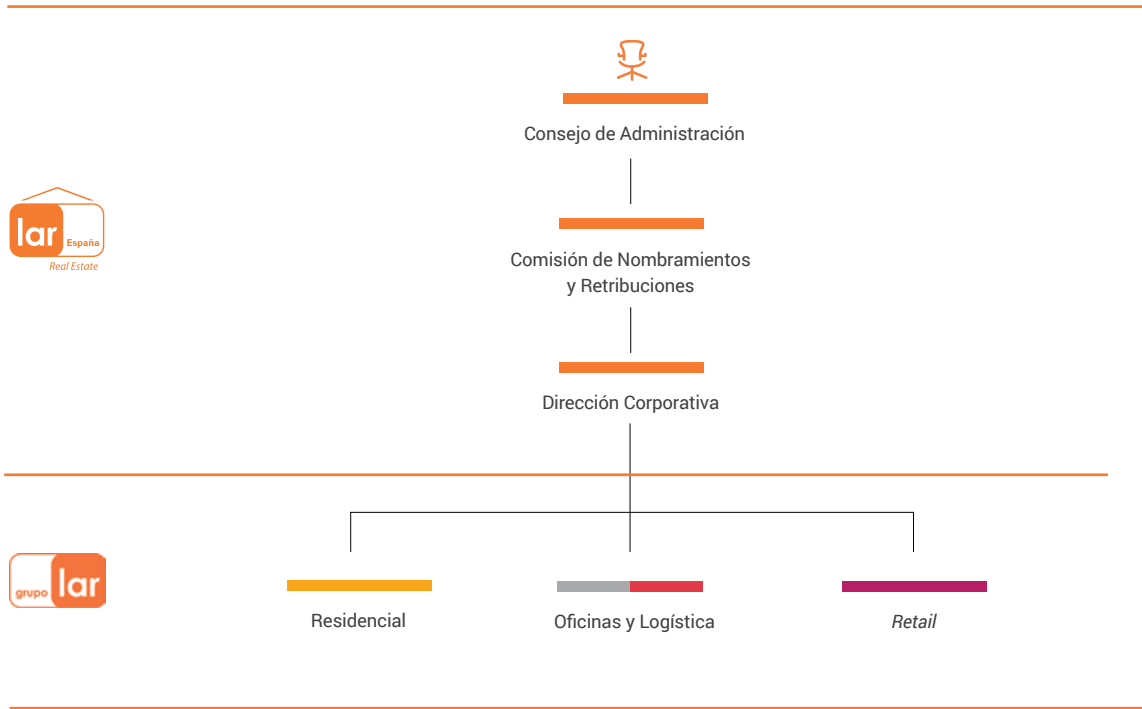 Consejo de Administración
lar
España
Real Estate
Comisión de Nombramientos
y Retribuciones
Dirección Corporativa
grupo lar
Residencial
Oficinas y Logística
Retail